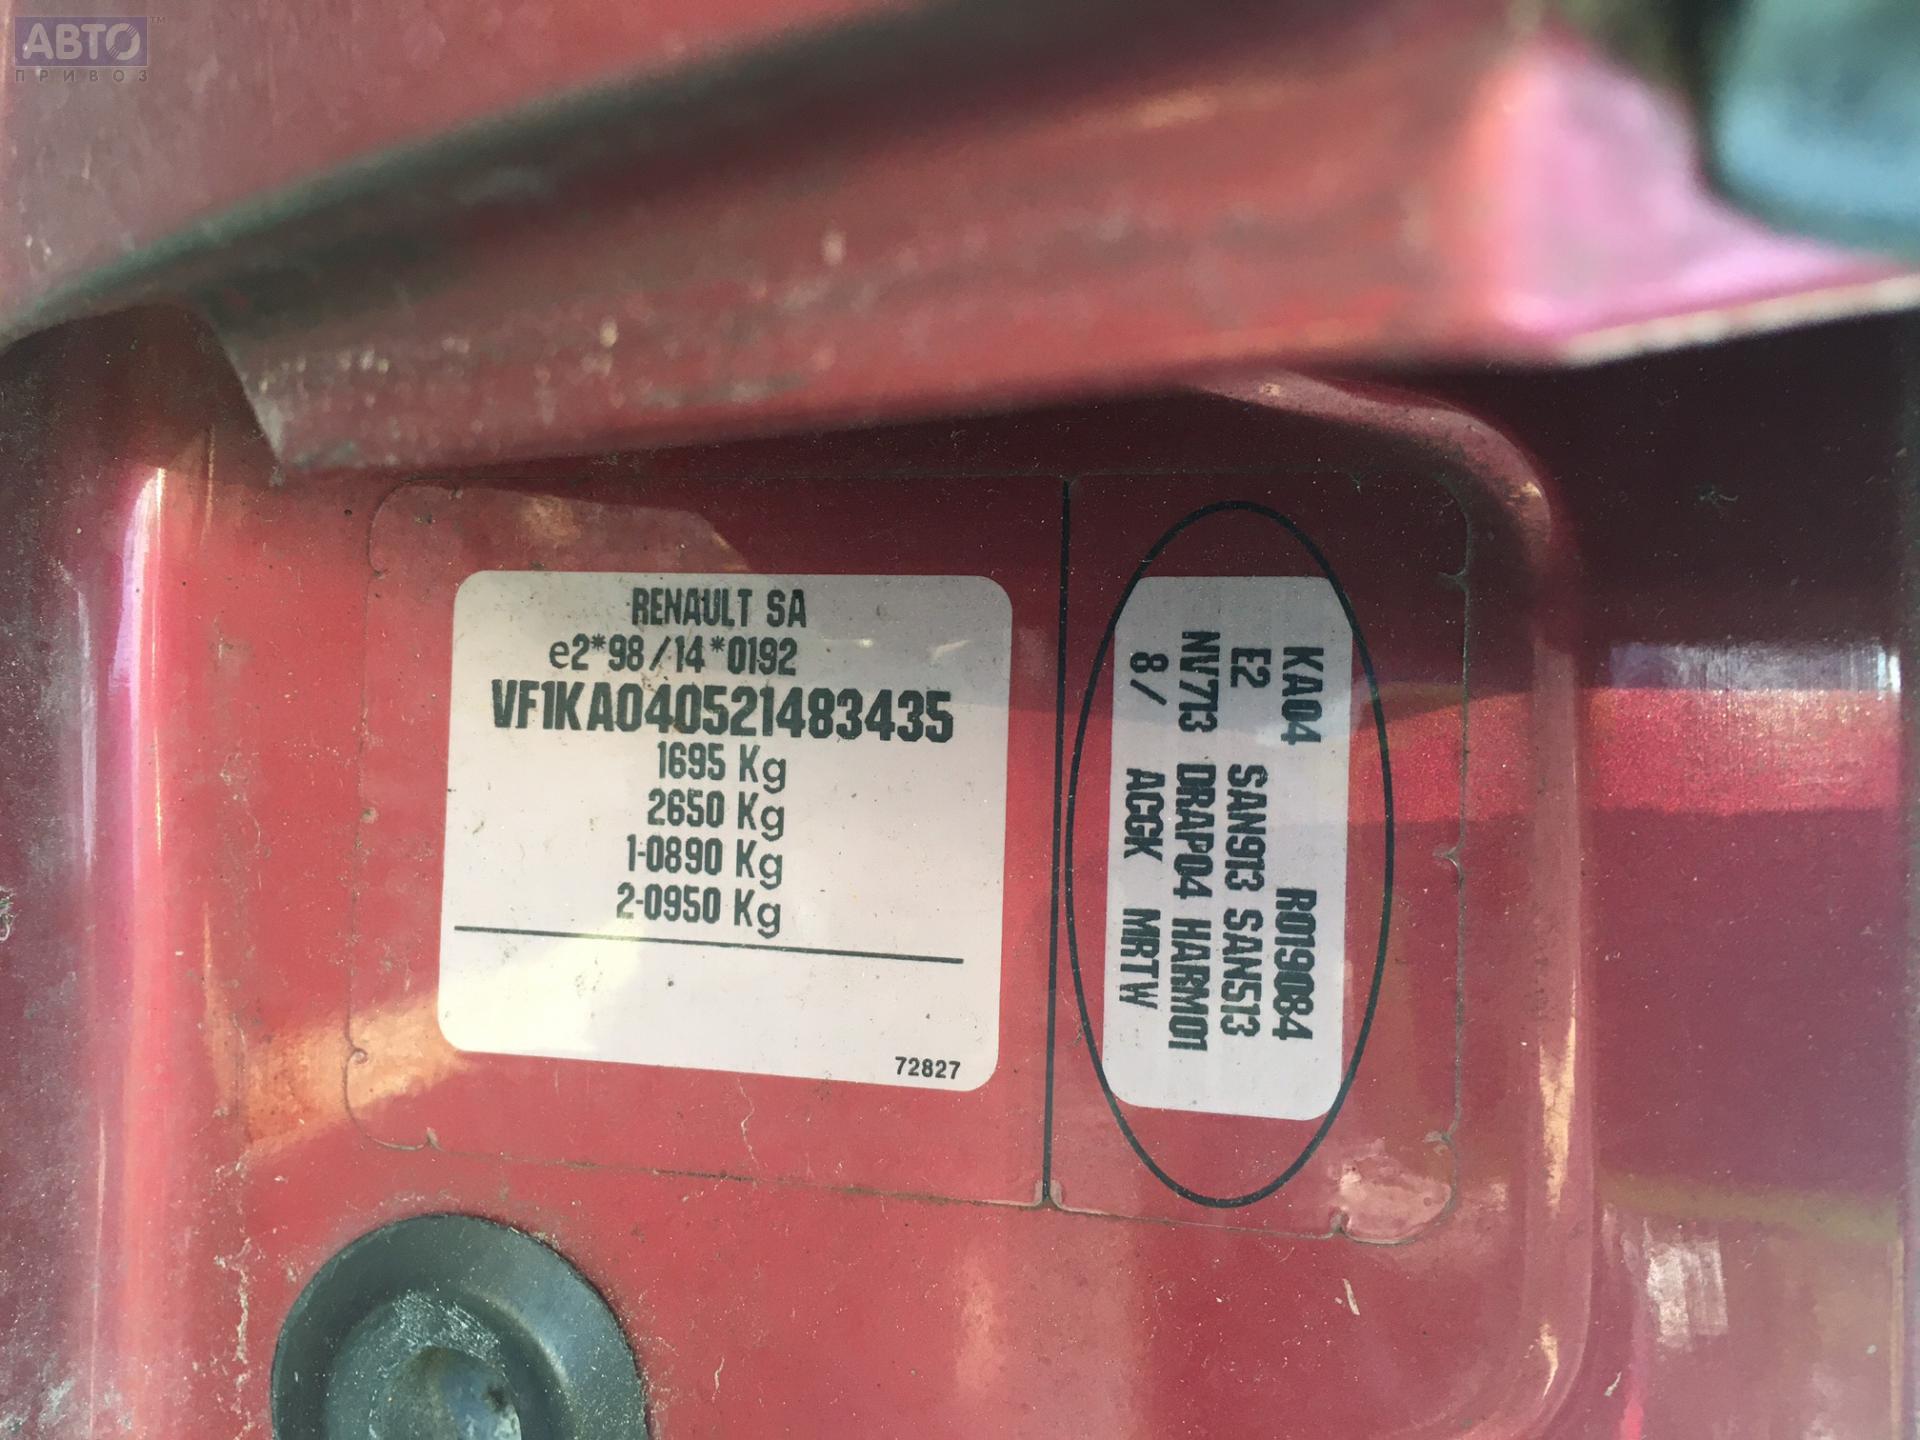 АВТО™
ПРИВОЗ
RENAULT SA
e2*98/14*0192
VF1KA040521483435
1695 Kg
2650 Kg
1-0890 Kg
2-0950 Kg
72827
KA04 R019084
E2 SAN913 SAN513
NV713 DRAP04 HARM01
8/ ACGK MRTW